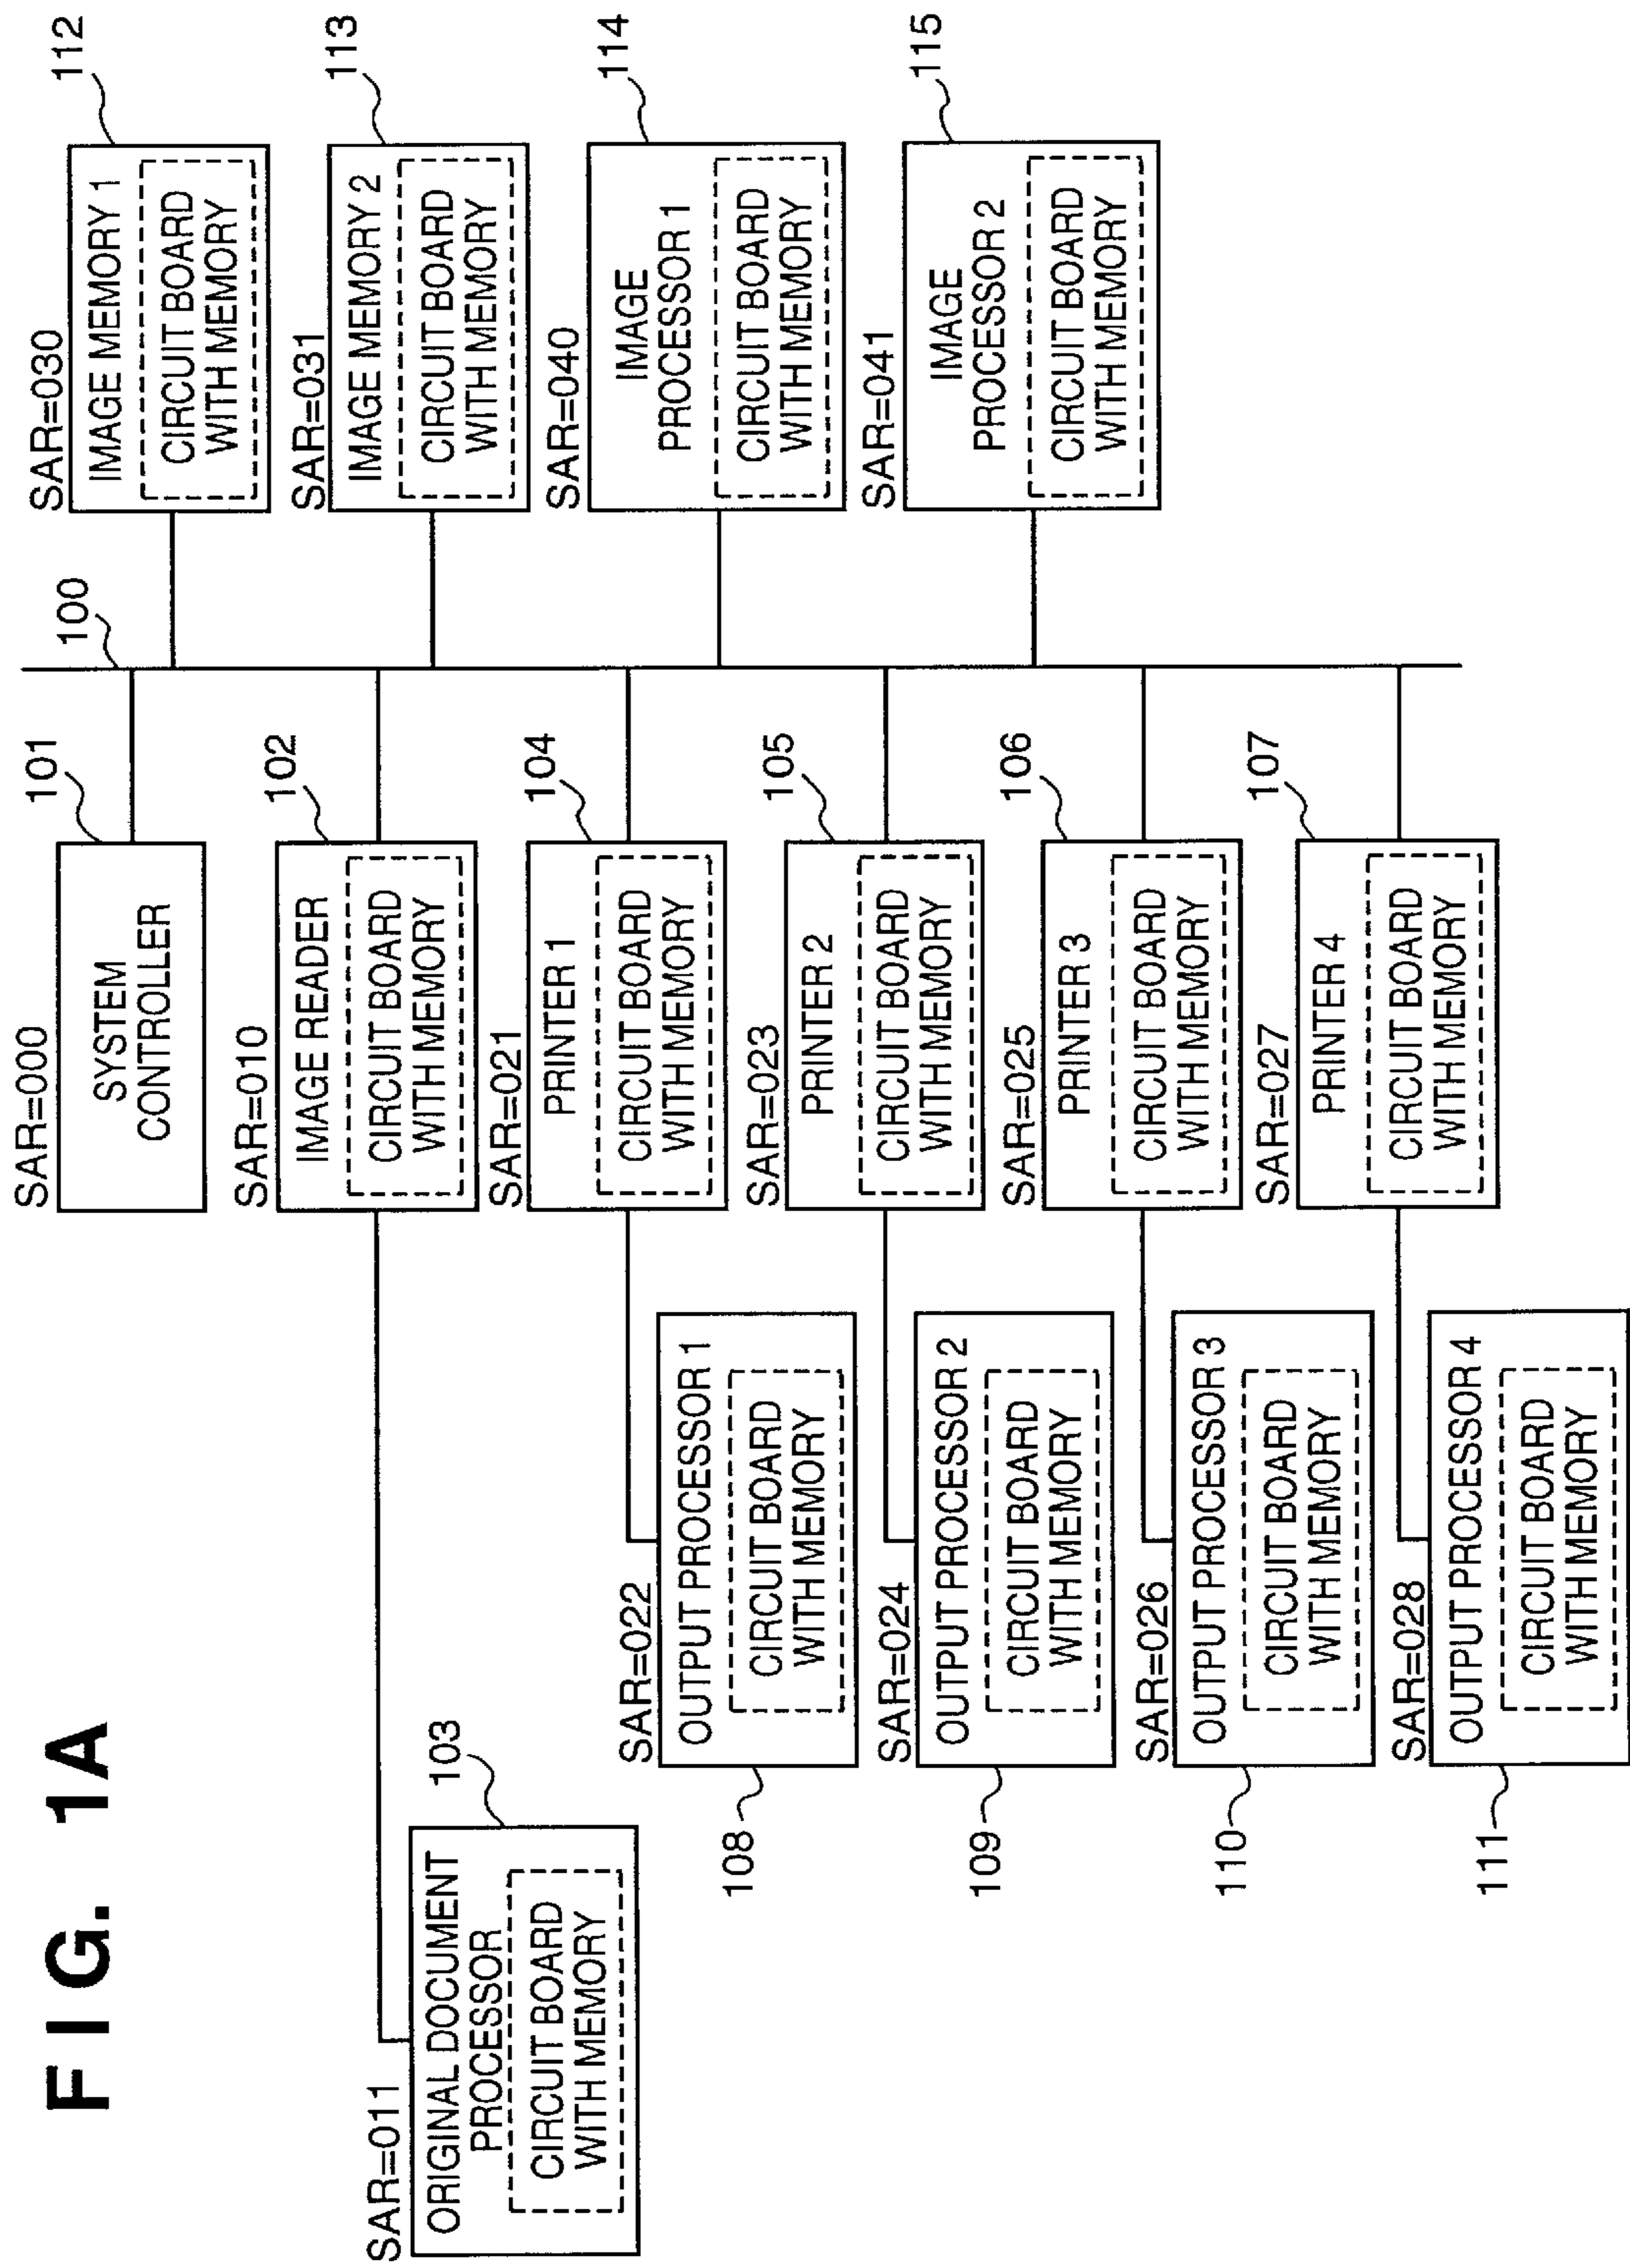 FIG. 1A
SAR=000
101
SYSTEM
CONTROLLER
100
SAR=010
102
IMAGE READER
CIRCUIT BOARD
WITH MEMORY
SAR=011
103
ORIGINAL DOCUMENT
PROCESSOR
CIRCUIT BOARD
WITH MEMORY
SAR=021
104
PRINTER 1
CIRCUIT BOARD
WITH MEMORY
SAR=022
108
OUTPUT PROCESSOR 1
CIRCUIT BOARD
WITH MEMORY
SAR=023
105
PRINTER 2
CIRCUIT BOARD
WITH MEMORY
SAR=024
109
OUTPUT PROCESSOR 2
CIRCUIT BOARD
WITH MEMORY
SAR=025
106
PRINTER 3
CIRCUIT BOARD
WITH MEMORY
SAR=026
110
OUTPUT PROCESSOR 3
CIRCUIT BOARD
WITH MEMORY
SAR=027
107
PRINTER 4
CIRCUIT BOARD
WITH MEMORY
SAR=028
111
OUTPUT PROCESSOR 4
CIRCUIT BOARD
WITH MEMORY
SAR=030
112
IMAGE MEMORY 1
CIRCUIT BOARD
WITH MEMORY
SAR=031
113
IMAGE MEMORY 2
CIRCUIT BOARD
WITH MEMORY
SAR=040
114
IMAGE
PROCESSOR 1
CIRCUIT BOARD
WITH MEMORY
SAR=041
115
IMAGE
PROCESSOR 2
CIRCUIT BOARD
WITH MEMORY